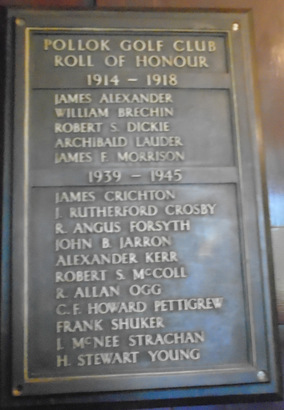 POLLOK GOLF CLUB
ROLL OF HONOUR
1914 – 1918
JAMES ALEXANDER
WILLIAM BRECHIN
ROBERT S. DICKIE
ARCHIBALD LAUDER
JAMES F. MORRISON
1939 – 1945
JAMES CRICHTON
J. RUTHERFORD CROSBY
R. ANGUS FORSYTH
JOHN B. JARRON
ALEXANDER KERR
ROBERT S. McCOLL
R. ALLAN OGG
C. F. HOWARD PETTIGREW
FRANK SHUKER
J. McNEE STRACHAN
H. STEWART YOUNG